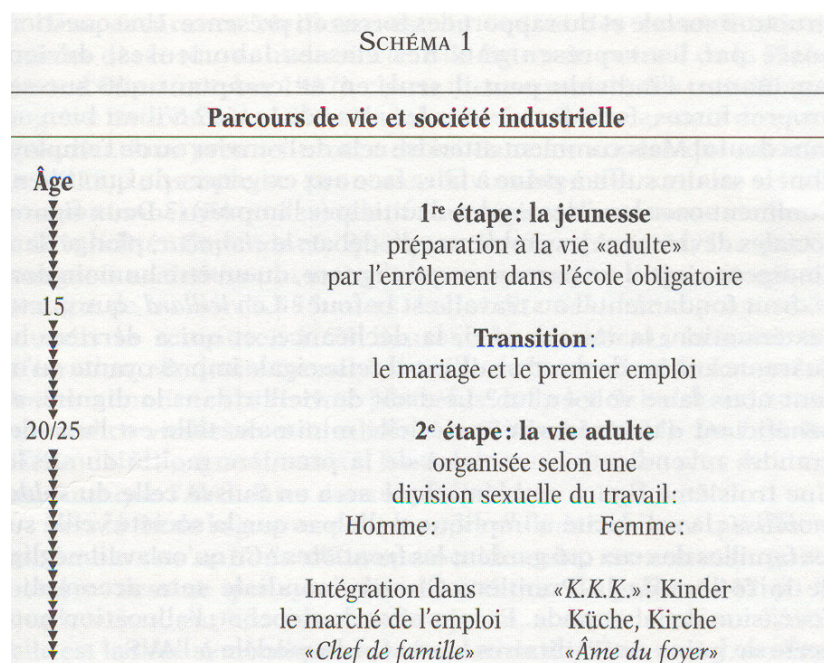 SCHÉMA 1
Parcours de vie et société industrielle
Âge
1re étape: la jeunesse
préparation à la vie «adulte»
par l'enrôlement dans l'école obligatoire
15
Transition:
le mariage et le premier emploi
20/25
2e étape: la vie adulte
organisée selon une
division sexuelle du travail:
Homme: Femme:
Intégration dans «K.K.K.»: Kinder
le marché de l'emploi Küche, Kirche
«Chef de famille» «Âme du foyer»